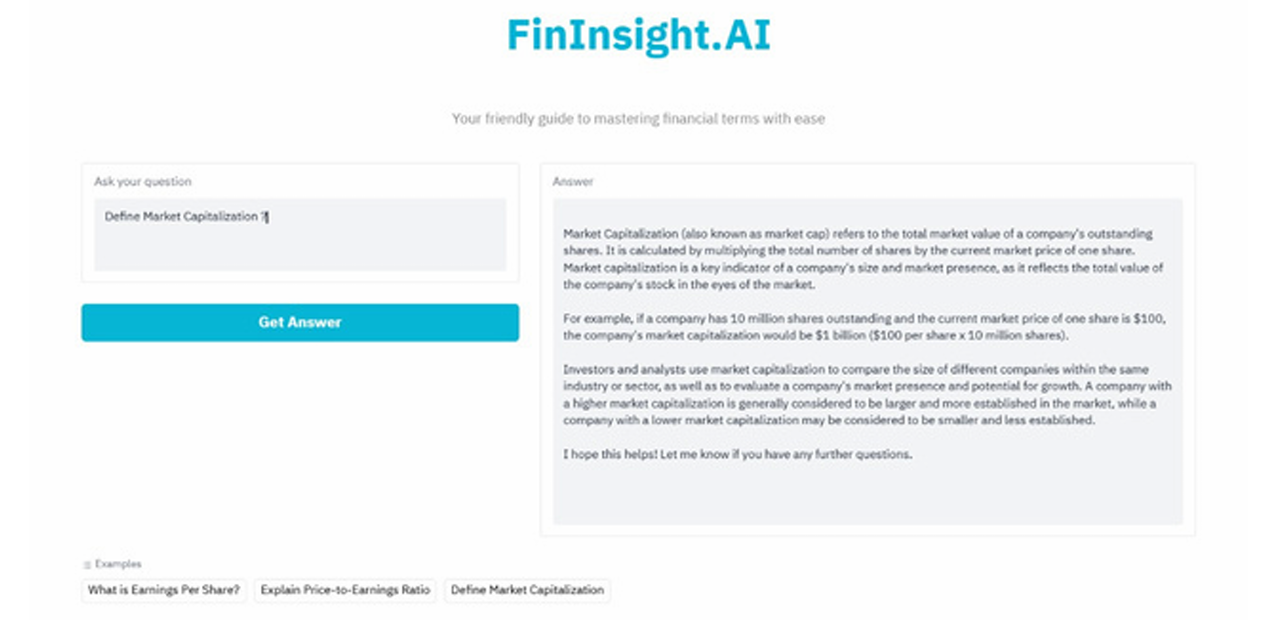 FinInsight.AI
Your friendly guide to mastering financial terms with ease
Ask your question
Define Market Capitalization ?
Get Answer
Answer
Market Capitalization (also known as market cap) refers to the total market value of a company's outstanding
shares. It is calculated by multiplying the total number of shares by the current market price of one share.
Market capitalization is a key indicator of a company's size and market presence, as it reflects the total value of
the company's stock in the eyes of the market.
For example, if a company has 10 million shares outstanding and the current market price of one share is $100,
the company's market capitalization would be $1 billion ($100 per share x 10 million shares).
Investors and analysts use market capitalization to compare the size of different companies within the same
industry or sector, as well as to evaluate a company's market presence and potential for growth. A company with
a higher market capitalization is generally considered to be larger and more established in the market, while a
company with a lower market capitalization may be considered to be smaller and less established.
I hope this helps! Let me know if you have any further questions.
Examples
What is Earnings Per Share?
Explain Price-to-Earnings Ratio
Define Market Capitalization